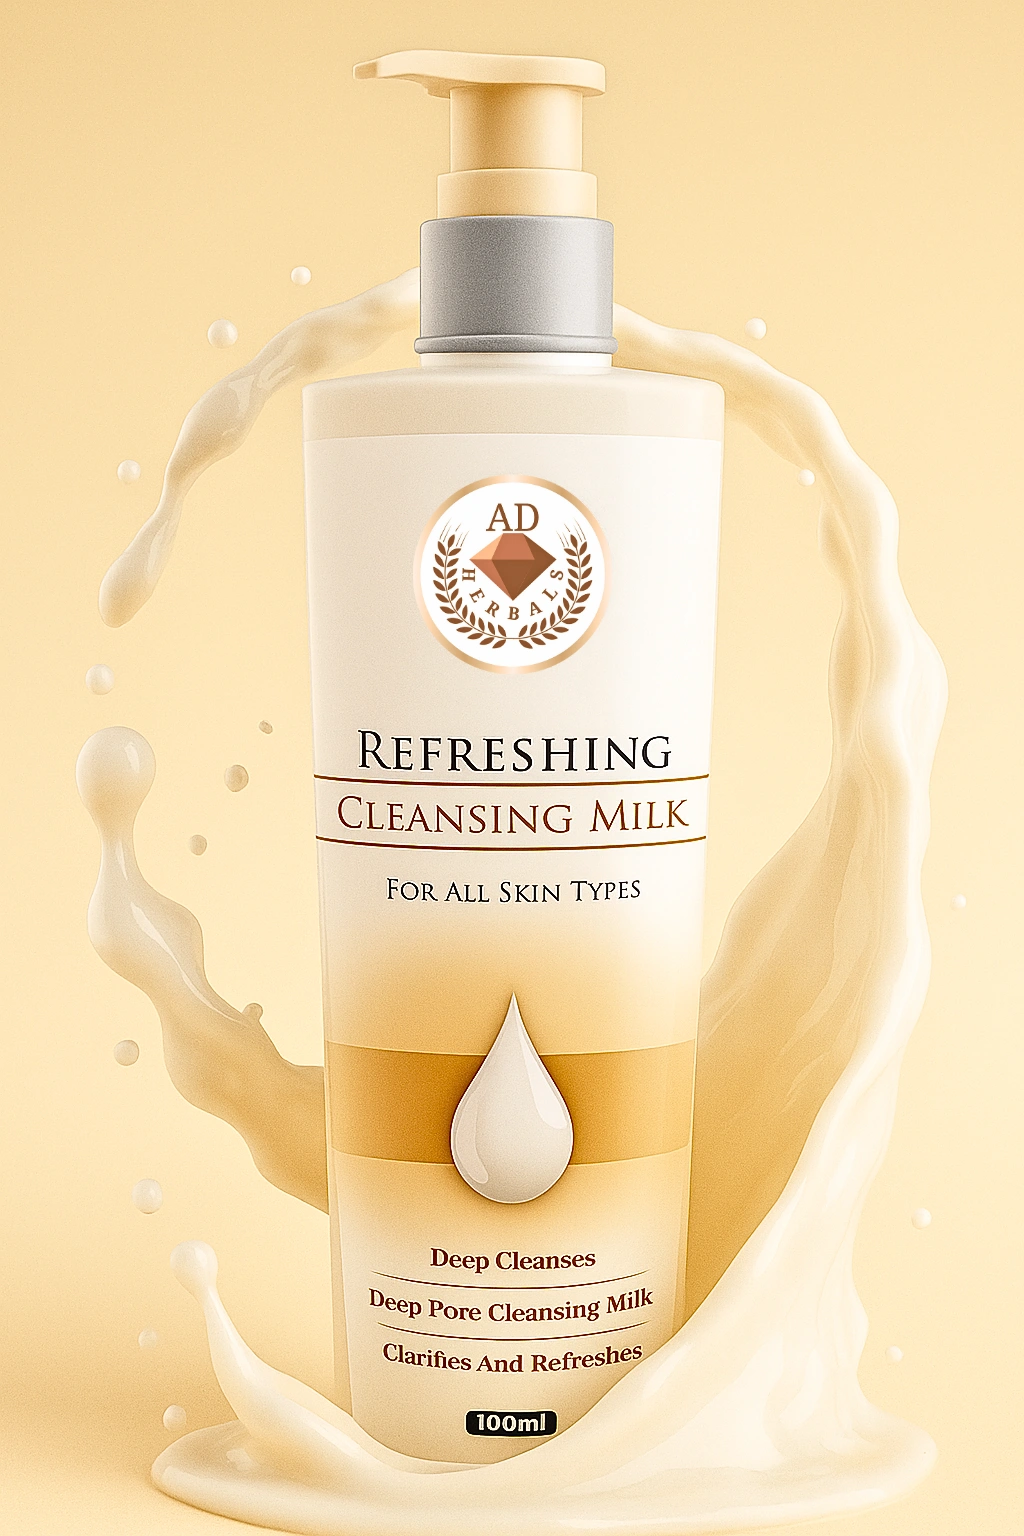 AD
HERBALS
REFRESHING
CLEANSING MILK
FOR ALL SKIN TYPES
Deep Cleanses
Deep Pore Cleansing Milk
Clarifies And Refreshes
100ml